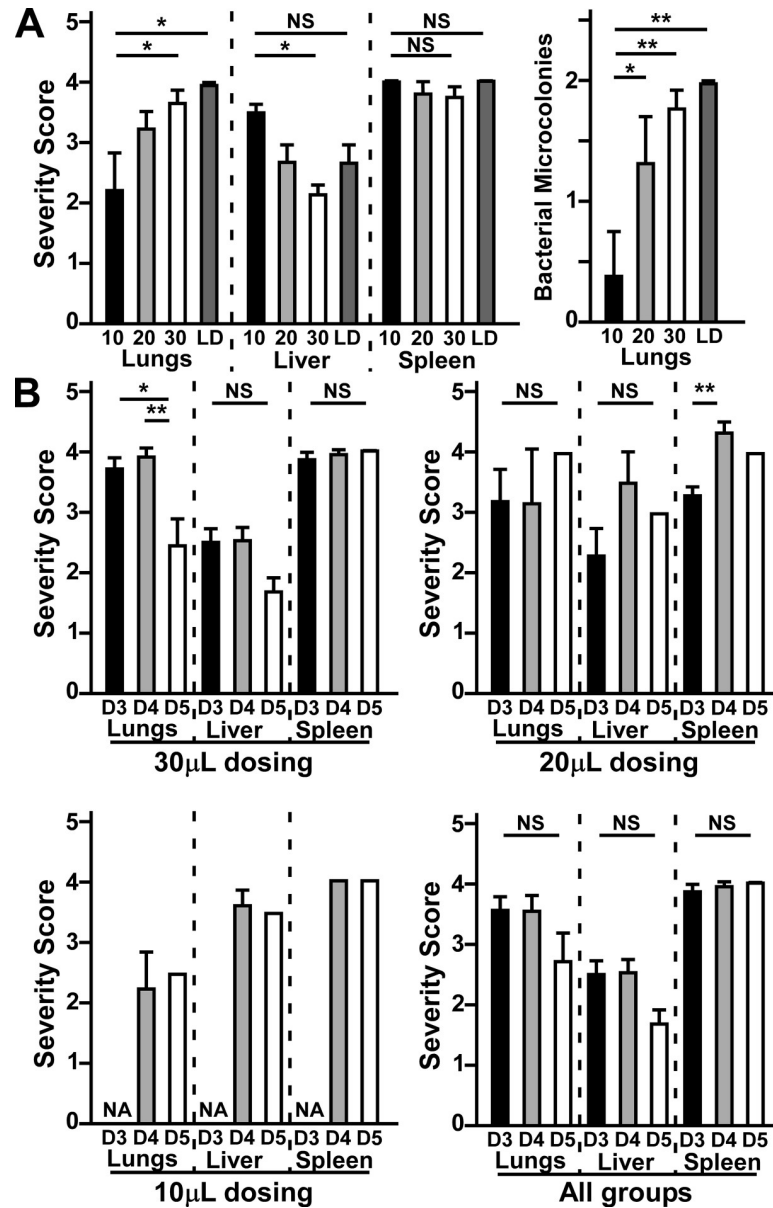 A
* NS NS
* * NS
5
4
3
2
1
0
Severity Score
10 20 30 LD 10 20 30 LD 10 20 30 LD
Lungs Liver Spleen
**
**
*
2
1
0
Bacterial Microcolonies
10 20 30 LD
Lungs
B
* NS NS
**
5
4
3
2
1
0
Severity Score
D3 D4 D5 D3 D4 D5 D3 D4 D5
Lungs Liver Spleen
30μL dosing
NS NS **
5
4
3
2
1
0
Severity Score
D3 D4 D5 D3 D4 D5 D3 D4 D5
Lungs Liver Spleen
20μL dosing
5
4
3
2
1
0
Severity Score
NA NA NA
D3 D4 D5 D3 D4 D5 D3 D4 D5
Lungs Liver Spleen
10μL dosing
NS NS NS
5
4
3
2
1
0
Severity Score
D3 D4 D5 D3 D4 D5 D3 D4 D5
Lungs Liver Spleen
All groups